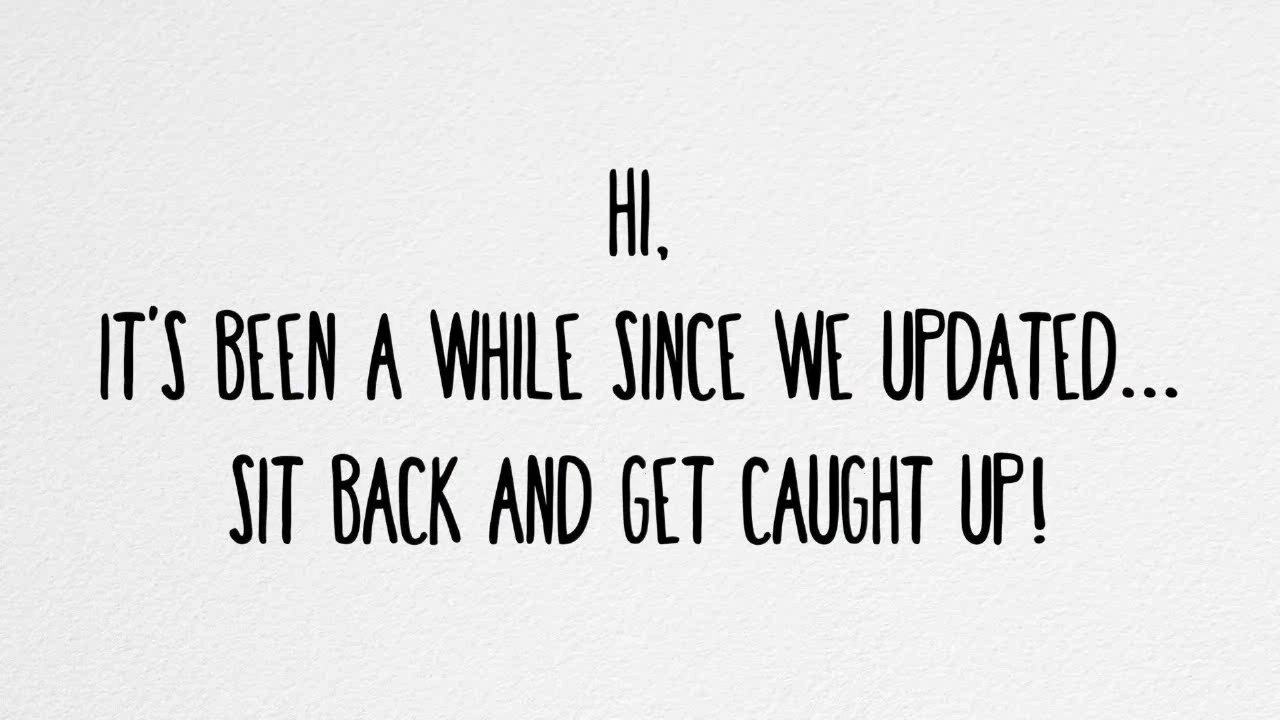 HI,
IT'S BEEN A WHILE SINCE WE UPDATED...
SIT BACK AND GET CAUGHT UP!